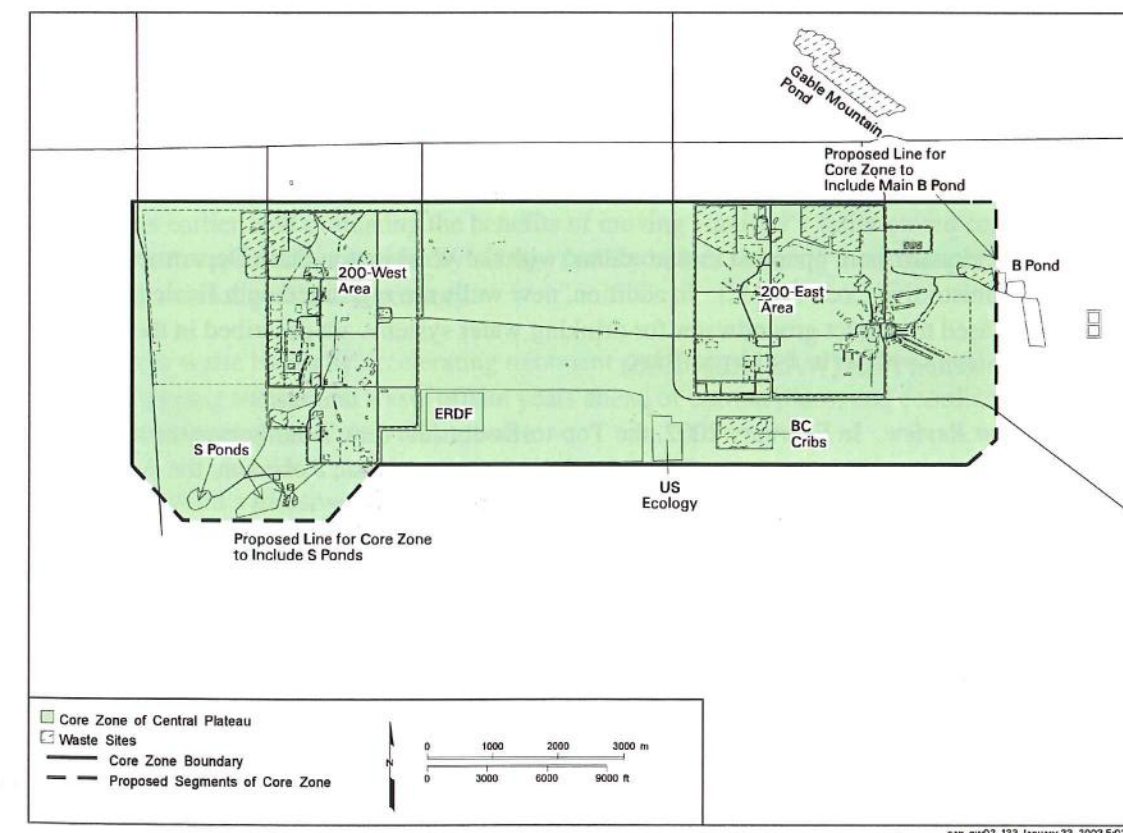 Gable Mountain
Pond
Proposed Line for
Core Zone to
Include Main B Pond
200-West
Area
200-East
Area
B Pond
ERDF
BC
Cribs
S Ponds
US
Ecology
Proposed Line for Core Zone
to Include S Ponds
Core Zone of Central Plateau
Waste Sites
Core Zone Boundary
Proposed Segments of Core Zone
N
0 1000 2000 3000 m
0 3000 6000 9000 ft